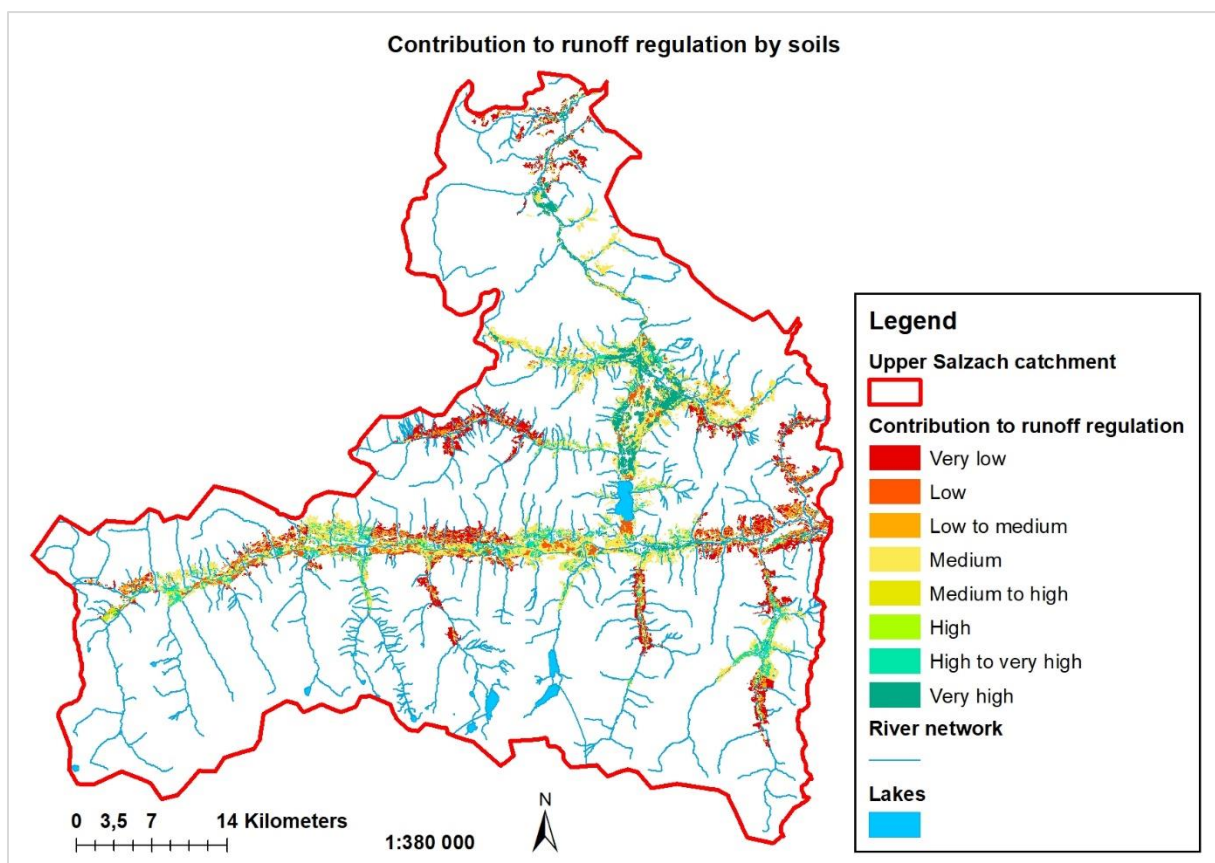 Contribution to runoff regulation by soils
Legend
Upper Salzach catchment
Contribution to runoff regulation
Very low
Low
Low to medium
Medium
Medium to high
High
High to very high
Very high
River network
Lakes
0 3,5 7 14 Kilometers
1:380 000
N